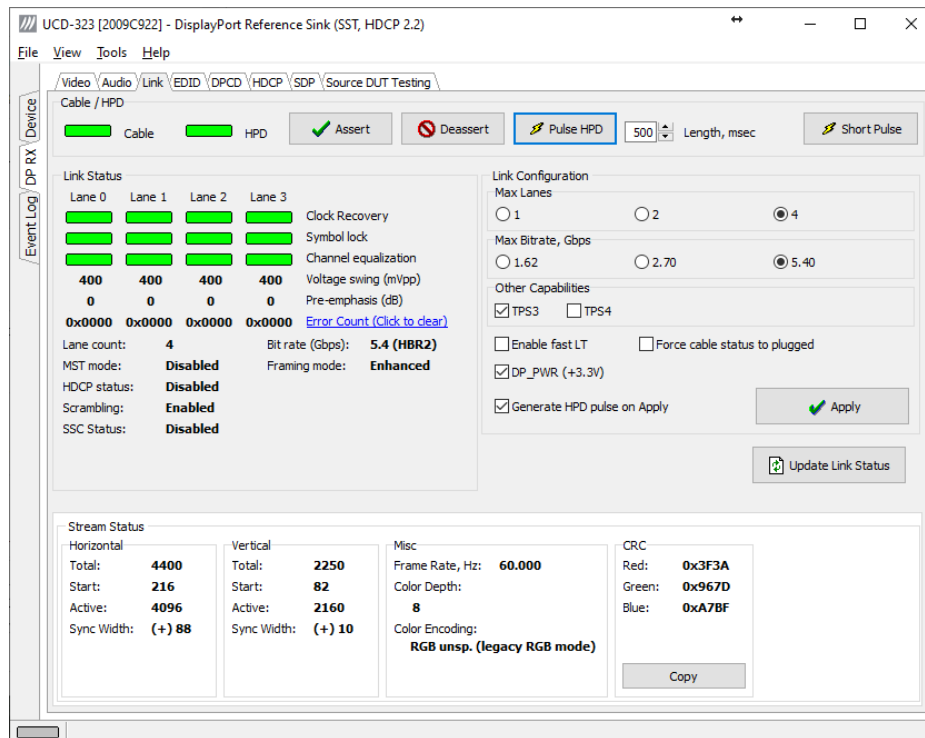 UCD-323 [2009C922] - DisplayPort Reference Sink (SST, HDCP 2.2)
File View Tools Help
Video Audio Link EDID DPCD HDCP SDP Source DUT Testing
Device
DP RX
Event Log
Cable / HPD
Cable HPD Assert Deassert Pulse HPD 500 Length, msec Short Pulse
Link Status
Lane 0 Lane 1 Lane 2 Lane 3
Clock Recovery
Symbol lock
Channel equalization
400 400 400 400 Voltage swing (mVpp)
0 0 0 0 Pre-emphasis (dB)
0x0000 0x0000 0x0000 0x0000 Error Count (Click to clear)
Lane count: 4 Bit rate (Gbps): 5.4 (HBR2)
MST mode: Disabled Framing mode: Enhanced
HDCP status: Disabled
Scrambling: Enabled
SSC Status: Disabled
Link Configuration
Max Lanes
1 2 4
Max Bitrate, Gbps
1.62 2.70 5.40
Other Capabilities
TPS3 TPS4
Enable fast LT Force cable status to plugged
DP_PWR (+3.3V)
Generate HPD pulse on Apply Apply
Update Link Status
Stream Status
Horizontal
Total: 4400
Start: 216
Active: 4096
Sync Width: (+) 88
Vertical
Total: 2250
Start: 82
Active: 2160
Sync Width: (+) 10
Misc
Frame Rate, Hz: 60.000
Color Depth:
8
Color Encoding:
RGB unsp. (legacy RGB mode)
CRC
Red: 0x3F3A
Green: 0x967D
Blue: 0xA7BF
Copy